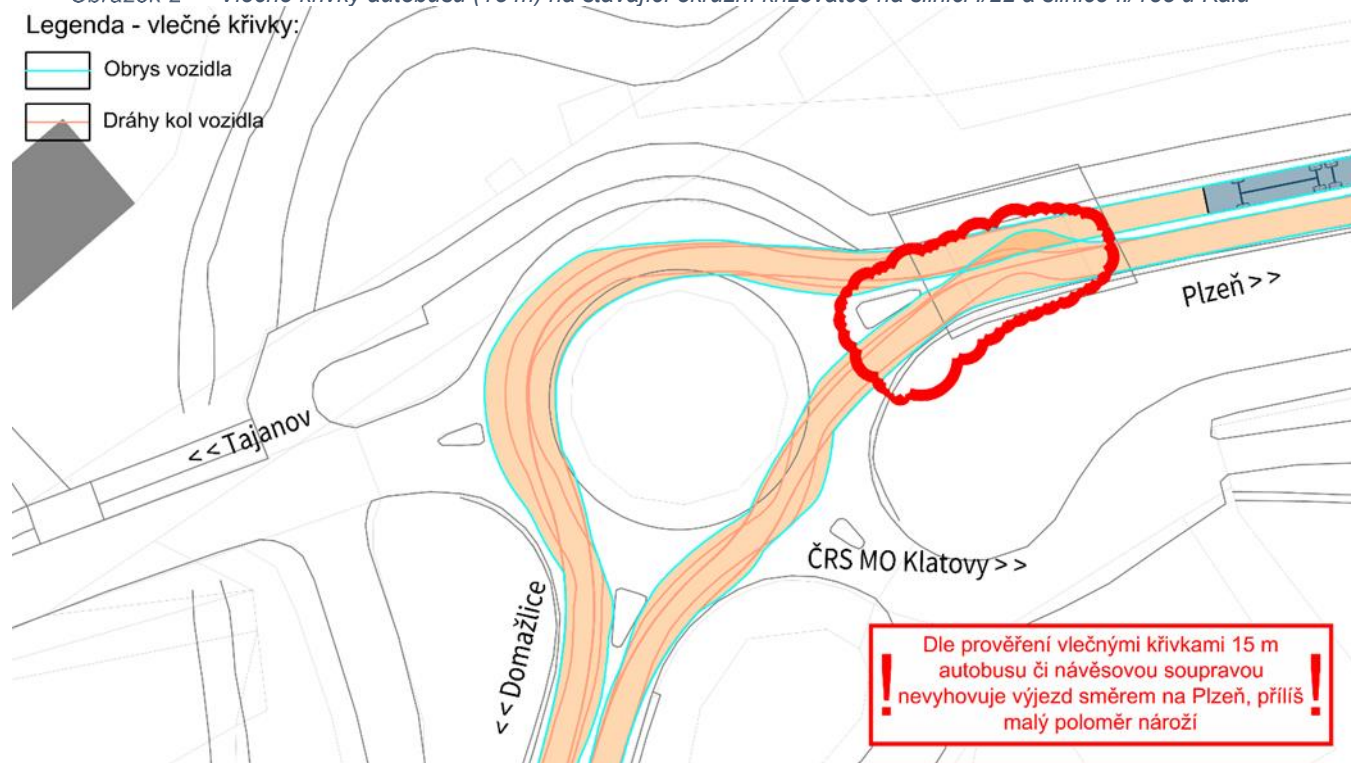 Legenda - vlečné křivky:
Obrys vozidla
Dráhy kol vozidla
Plzeň >>
<< Tajanov
ČRS MO Klatovy >>
<< Domažlice
! Dle prověření vlečnými křivkami 15 m
autobusu či návěsovou soupravou
nevyhovuje výjezd směrem na Plzeň, příliš
malý poloměr nároží !